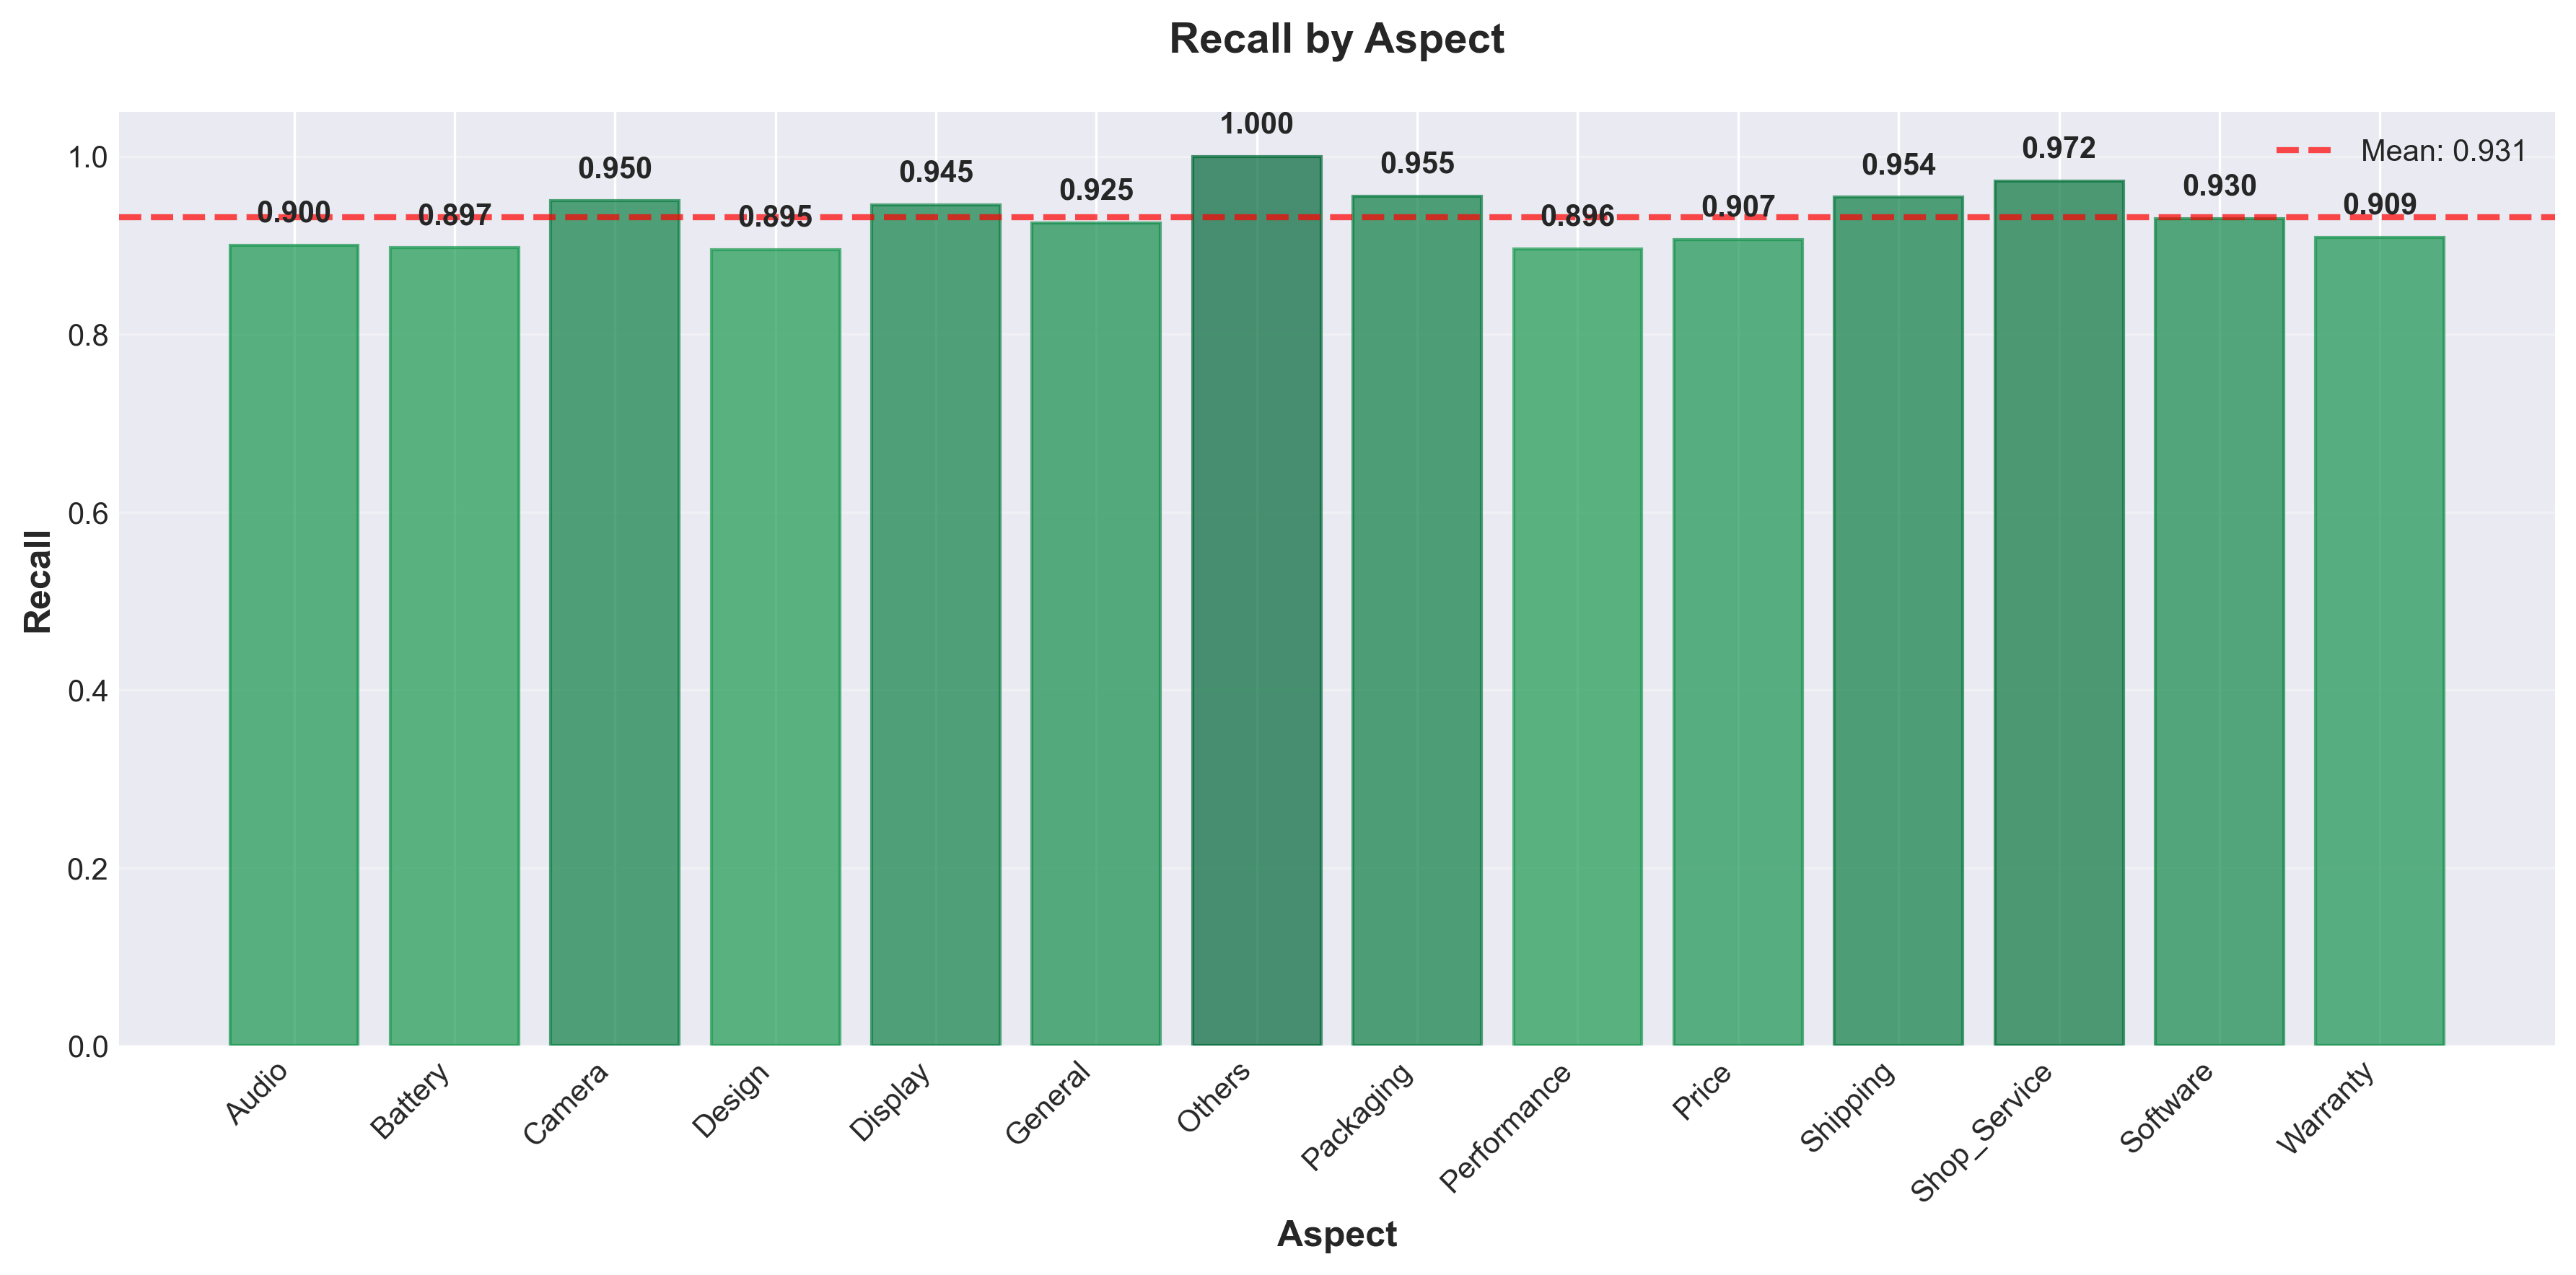 Recall by Aspect
Mean: 0.931
Recall
1.0
0.8
0.6
0.4
0.2
0.0
0.900
0.897
0.950
0.895
0.945
0.925
1.000
0.955
0.896
0.907
0.954
0.972
0.930
0.909
Audio
Battery
Camera
Design
Display
General
Others
Packaging
Performance
Price
Shipping
Shop_Service
Software
Warranty
Aspect